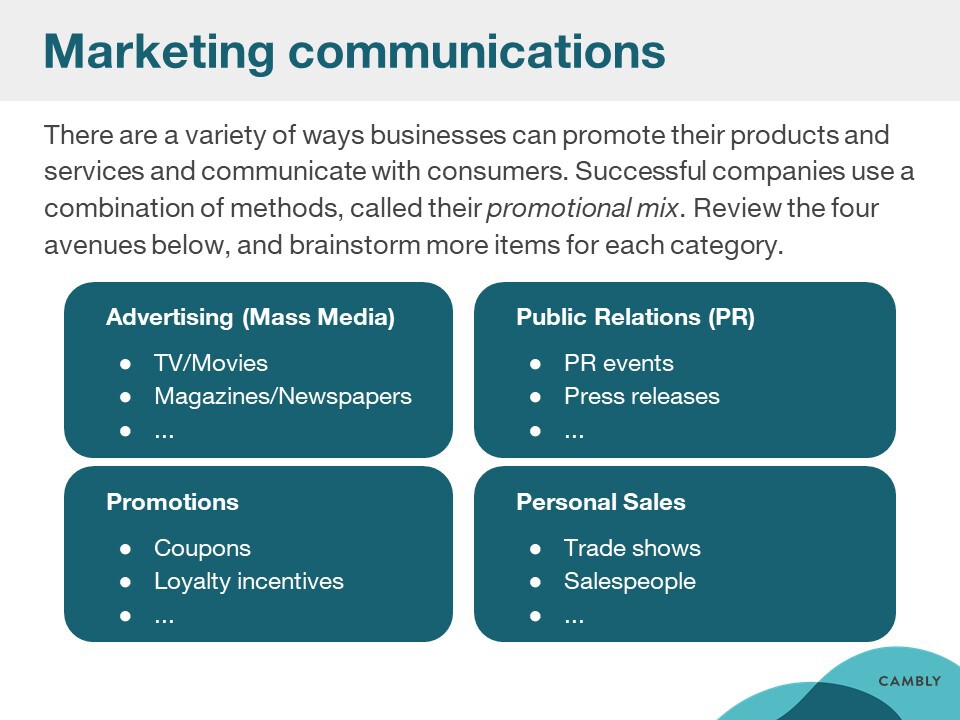 Marketing communications
There are a variety of ways businesses can promote their products and
services and communicate with consumers. Successful companies use a
combination of methods, called their promotional mix. Review the four
avenues below, and brainstorm more items for each category.
Advertising (Mass Media)
● TV/Movies
● Magazines/Newspapers
● ...
Public Relations (PR)
● PR events
● Press releases
● ...
Promotions
● Coupons
● Loyalty incentives
● ...
Personal Sales
● Trade shows
● Salespeople
● ...
CAMBLY